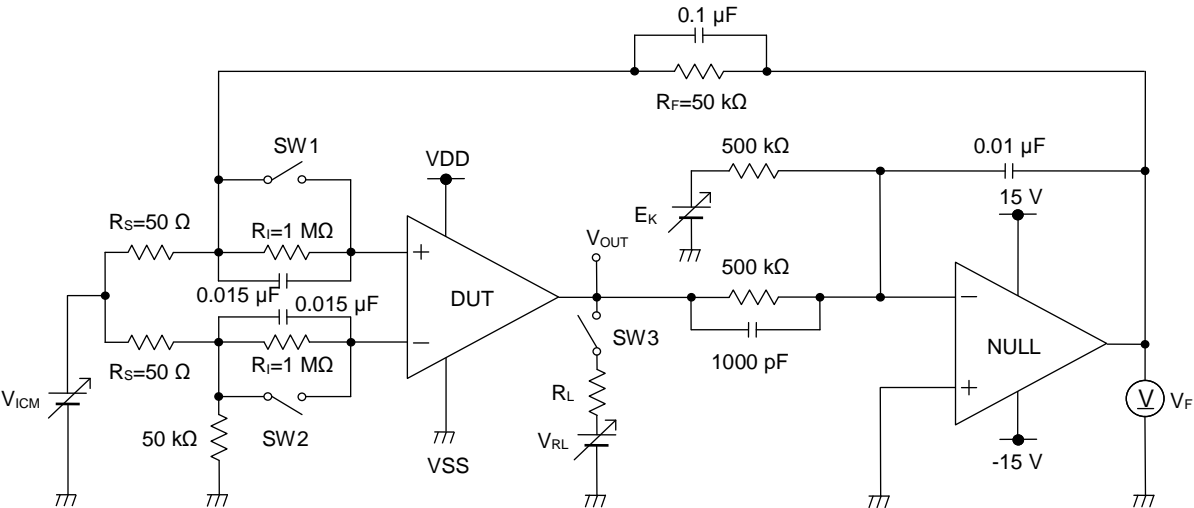 0.1 µF
RF=50 kΩ
SW1
VDD
500 kΩ
0.01 µF
15 V
EK
RS=50 Ω
RI=1 MΩ
VOUT
0.015 µF
0.015 µF
DUT
500 kΩ
SW3
1000 pF
NULL
RS=50 Ω
RI=1 MΩ
VICM
RL
V
VF
50 kΩ
SW2
VRL
VSS
-15 V
+
−
−
+